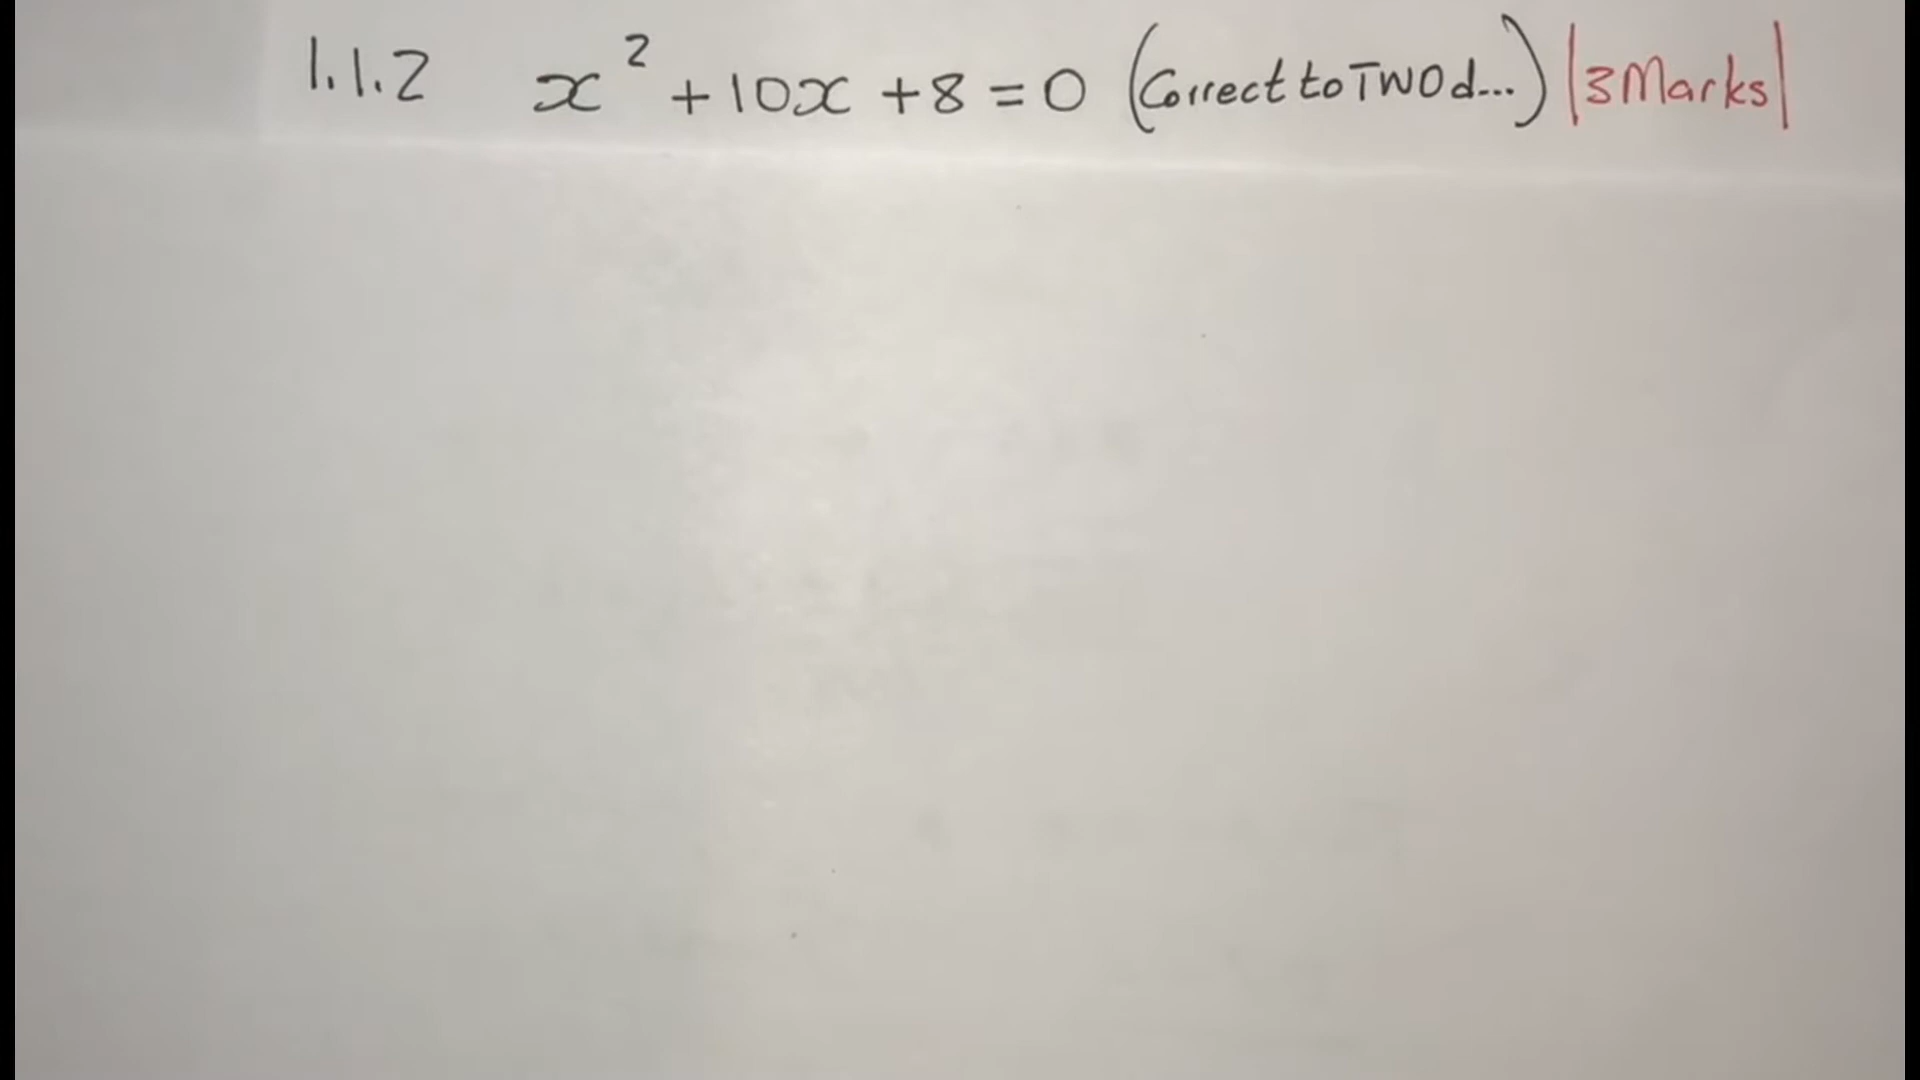 1.1.2 x² +10x +8 = 0 (Correct to TWO d...) |3 Marks|